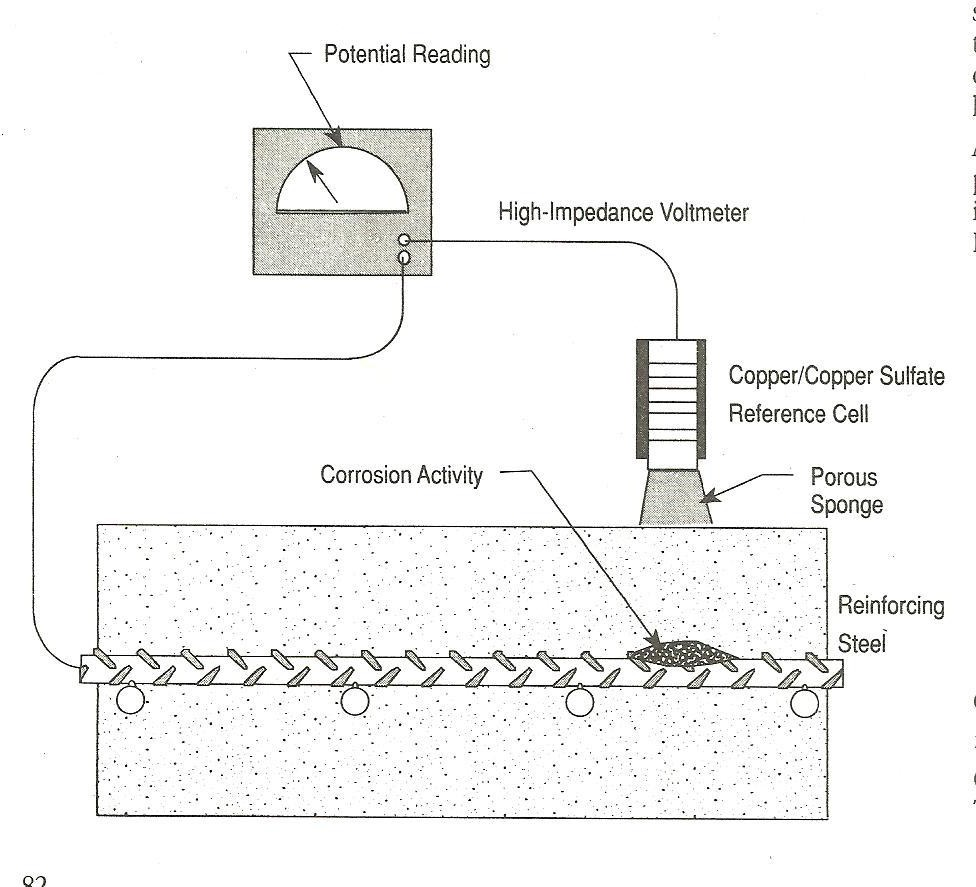 Potential Reading
High-Impedance Voltmeter
Copper/Copper Sulfate
Reference Cell
Corrosion Activity
Porous
Sponge
Reinforcing
Steel
82